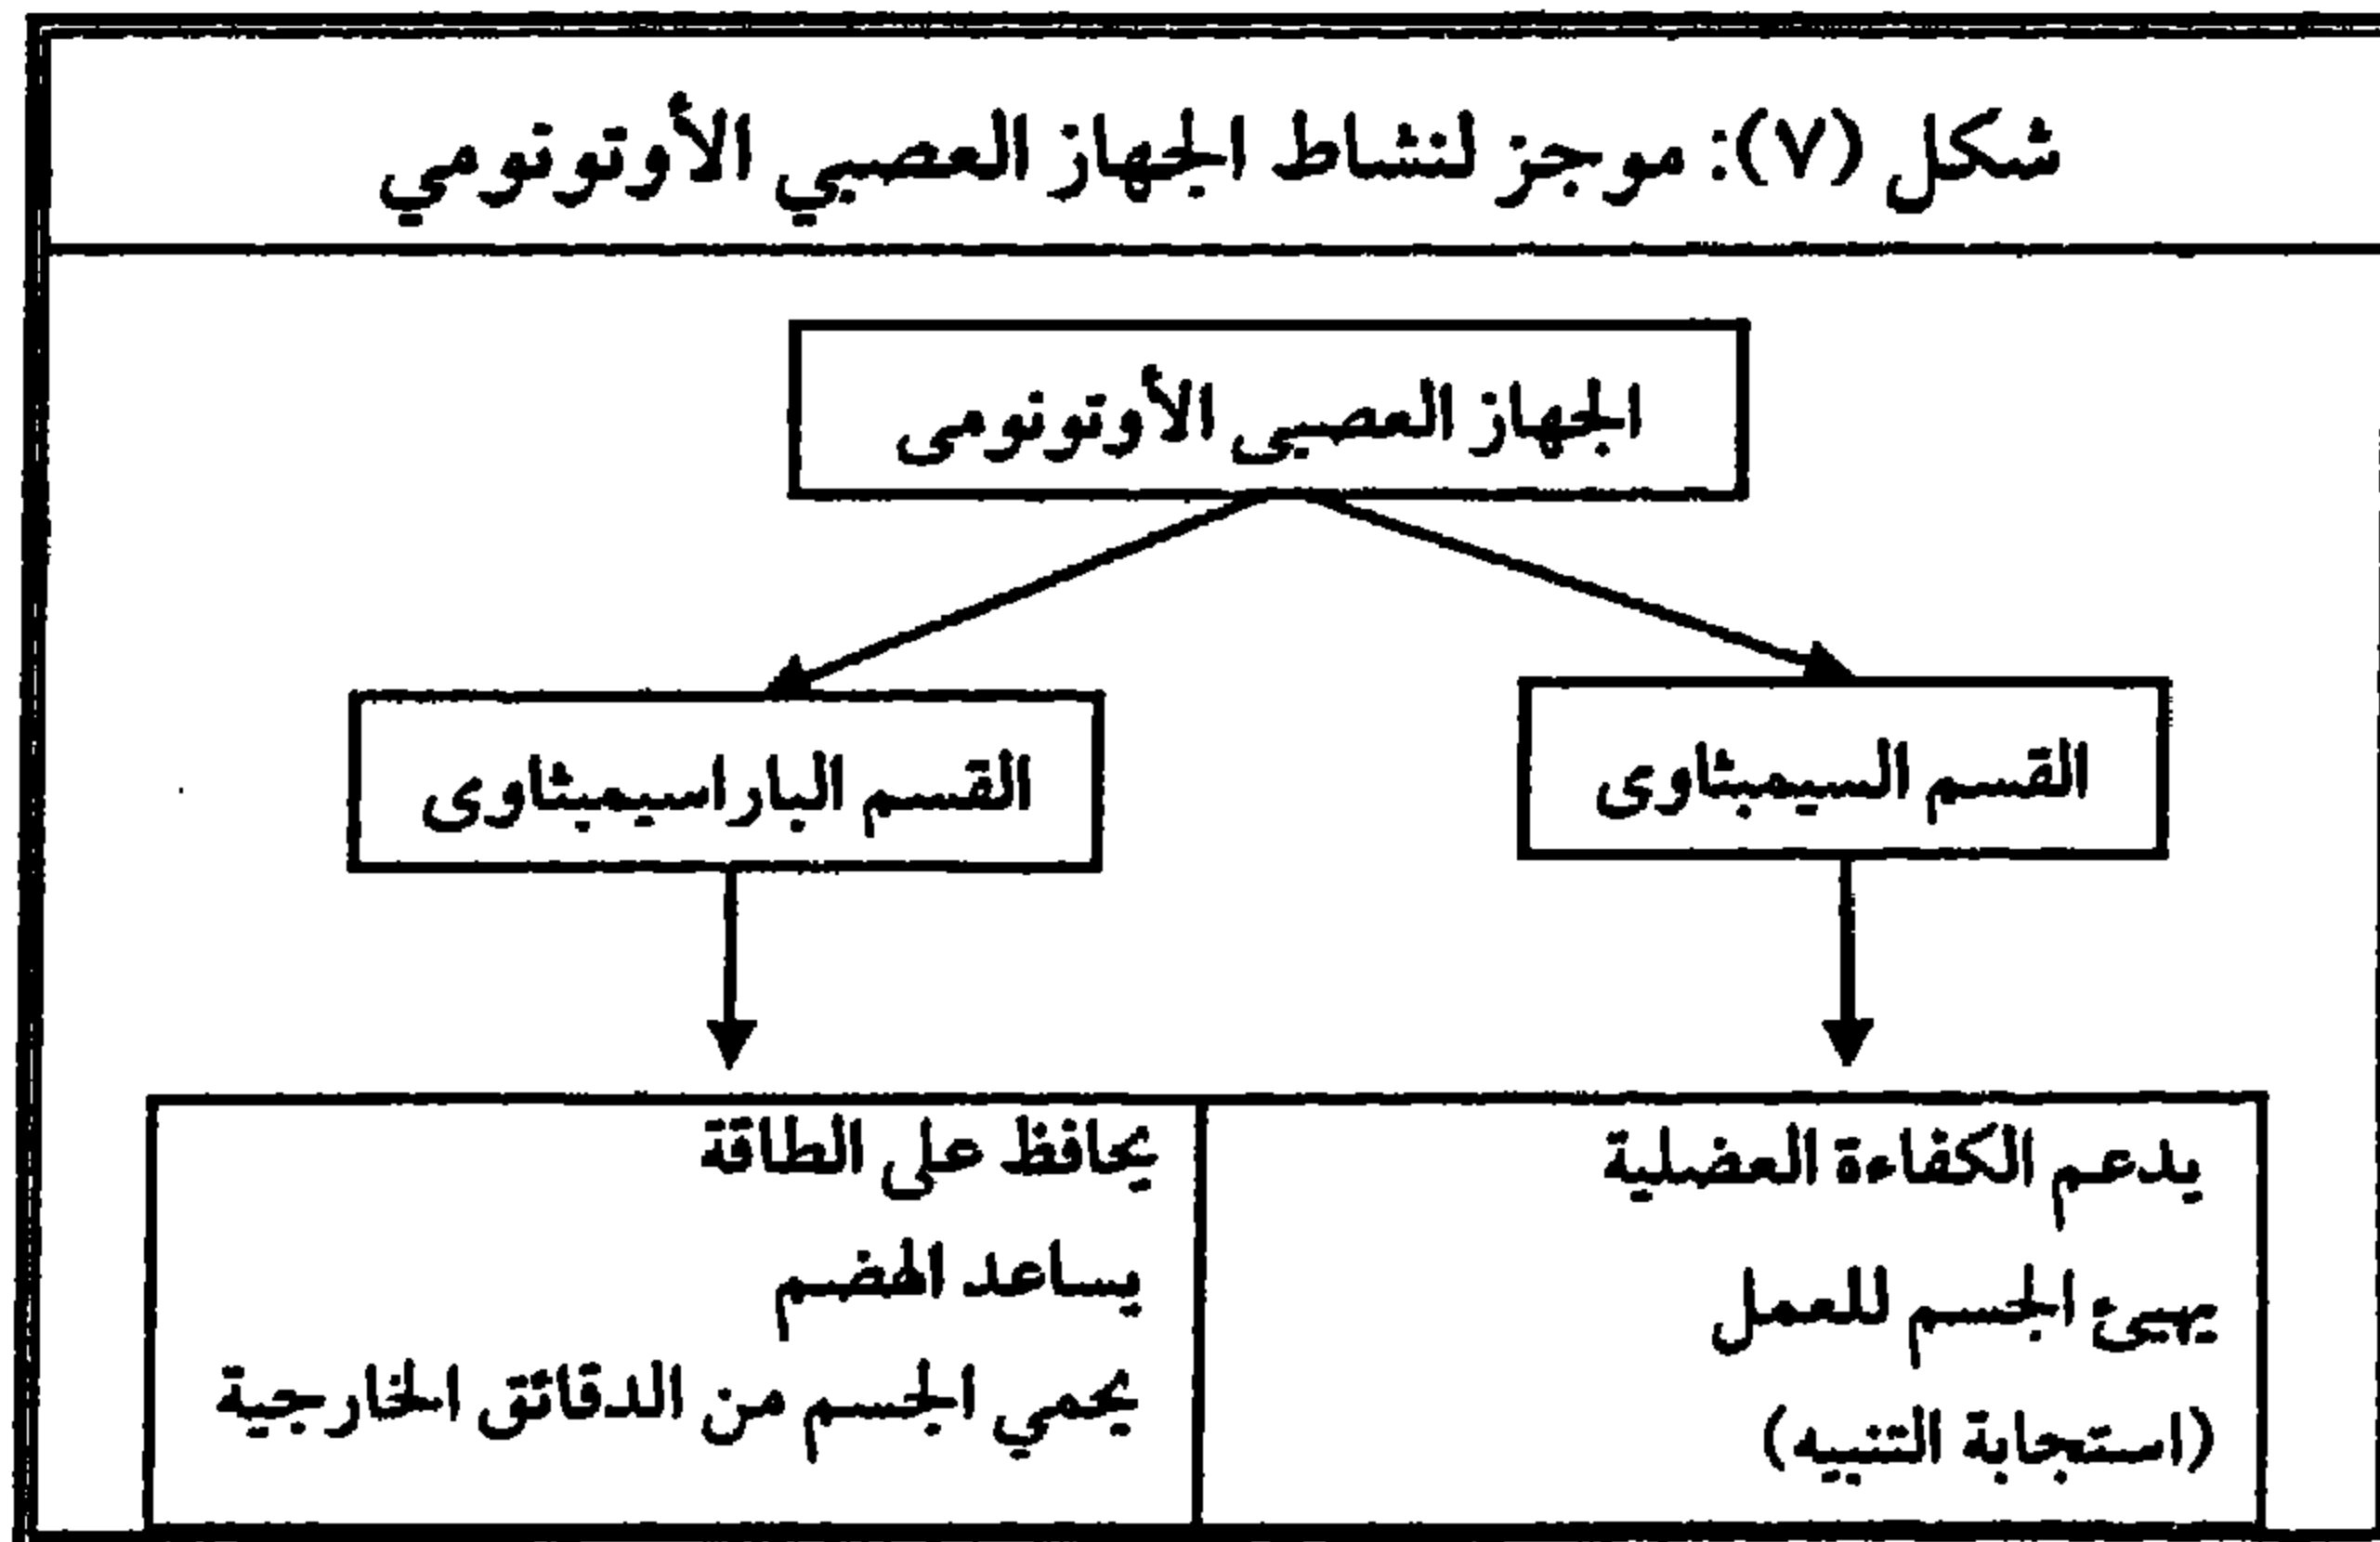 شكل (٧): موجز لنشاط الجهاز العصبي الأوتونومي
الجهاز العصبى الأوتونومى
القسم السيمبثاوى
القسم الباراسيمبثاوى
يدعم الكفاءة العضلية
يهيئ الجسم للعمل
(استجابة التنبيه)
يحافظ على الطاقة
يساعد الهضم
يحمي الجسم من الدقائق الخارجية